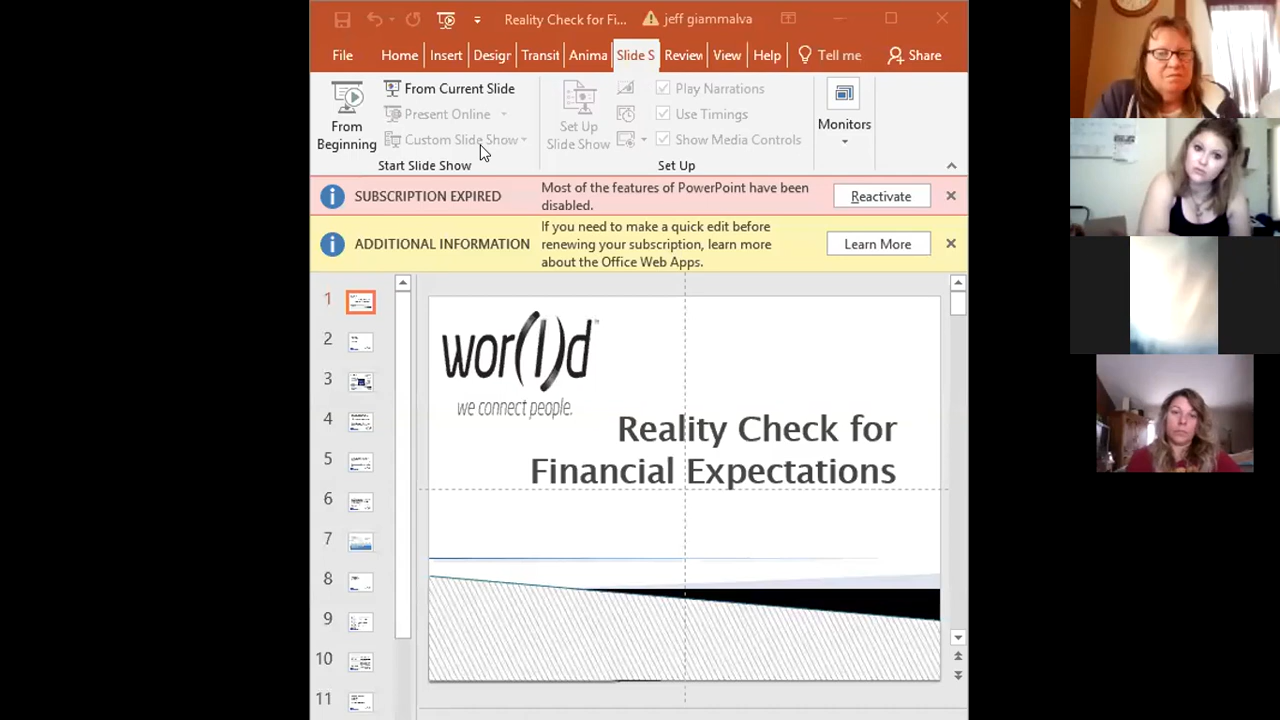 Reality Check for Fi...
jeff giammalva
File
Home
Insert
Design
Transit
Anima
Slide S
Review
View
Help
Tell me
Share
From Beginning
From Current Slide
Present Online
Custom Slide Show
Start Slide Show
Set Up
Slide Show
Play Narrations
Use Timings
Show Media Controls
Set Up
Monitors
SUBSCRIPTION EXPIRED
Most of the features of PowerPoint have been
disabled.
Reactivate
ADDITIONAL INFORMATION
If you need to make a quick edit before
renewing your subscription, learn more
about the Office Web Apps.
Learn More
1
2
3
4
5
6
7
8
9
10
11
wor(l)d
we connect people.
Reality Check for
Financial Expectations